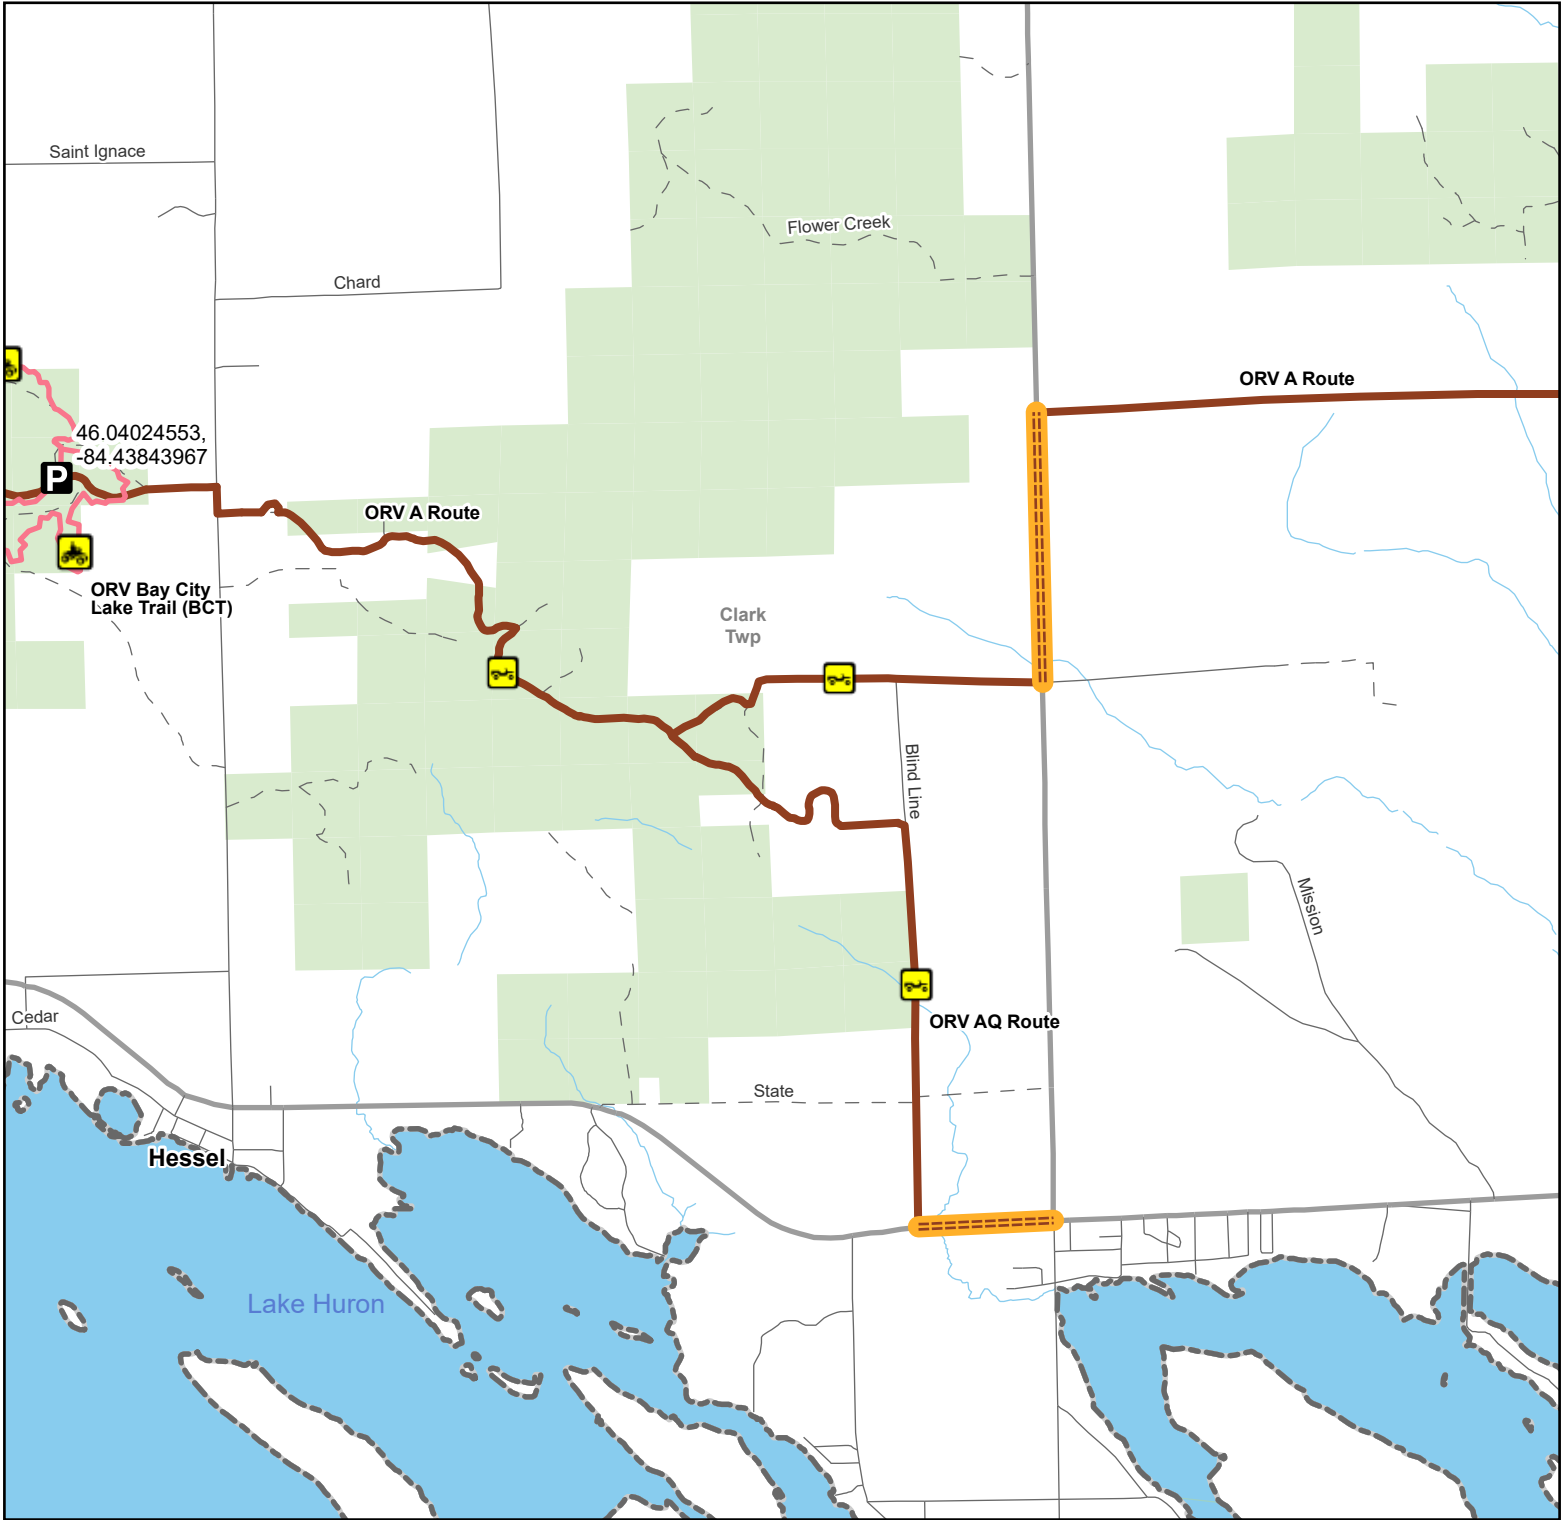 Saint Ignace
Flower Creek
Chard
ORV A Route
46.04024553,
-84.43843967
P
ORV A Route
ORV Bay City
Lake Trail (BCT)
Clark
Twp
Blind Line
Mission
Cedar
ORV AQ Route
State
Hessel
Lake Huron